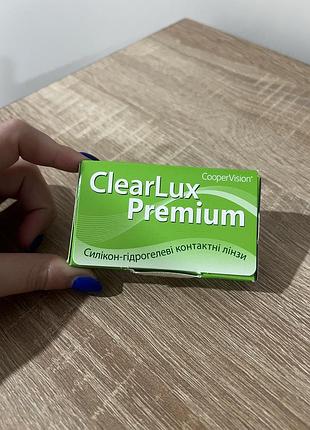 CooperVision®
ClearLux
Premium
Силікон-гідрогелеві контактні лінзи